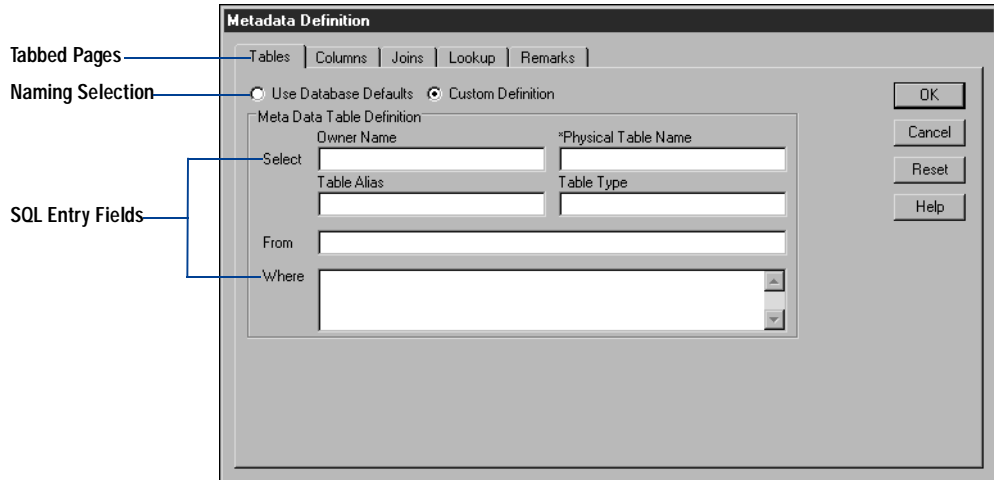 Metadata Definition
Tabbed Pages
Tables
Columns
Joins
Lookup
Remarks
Naming Selection
Use Database Defaults
Custom Definition
OK
Meta Data Table Definition
Owner Name
*Physical Table Name
Cancel
Select
Reset
Table Alias
Table Type
SQL Entry Fields
Help
From
Where